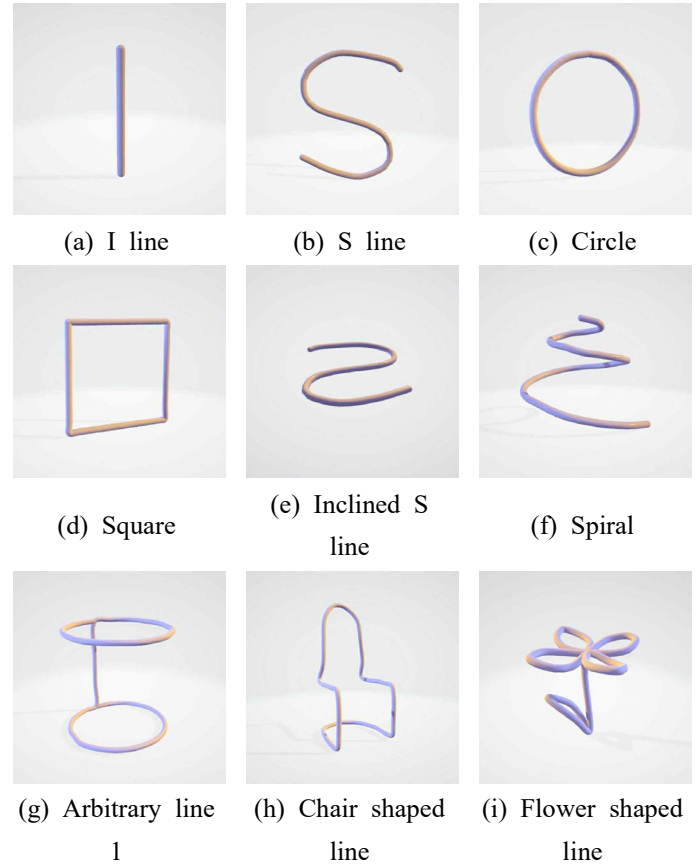 (a) I line
(b) S line
(c) Circle
(d) Square
(e) Inclined S
line
(f) Spiral
(g) Arbitrary line
1
(h) Chair shaped
line
(i) Flower shaped
line